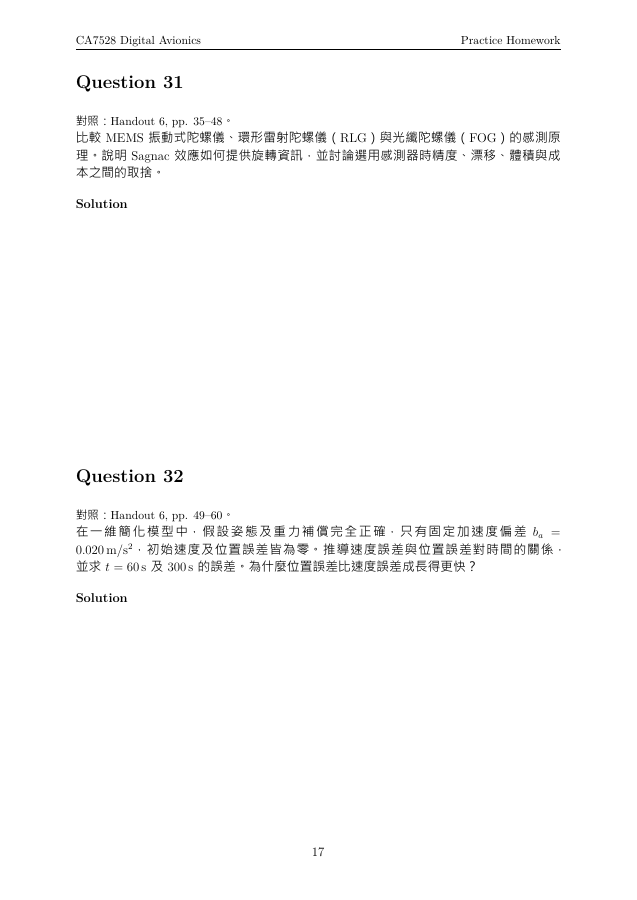 CA7528 Digital Avionics Practice Homework
Question 31
對照：Handout 6, pp. 35–48。
比較 MEMS 振動式陀螺儀、環形雷射陀螺儀（RLG）與光纖陀螺儀（FOG）的感測原
理。說明 Sagnac 效應如何提供旋轉資訊，並討論選用感測器時精度、漂移、體積與成
本之間的取捨。
Solution
Question 32
對照：Handout 6, pp. 49–60。
在一維簡化模型中，假設姿態及重力補償完全正確，只有固定加速度偏差 bₐ =
0.020 m/s²，初始速度及位置誤差皆為零。推導速度誤差與位置誤差對時間的關係，
並求 t = 60 s 及 300 s 的誤差。為什麼位置誤差比速度誤差成長得更快？
Solution
17